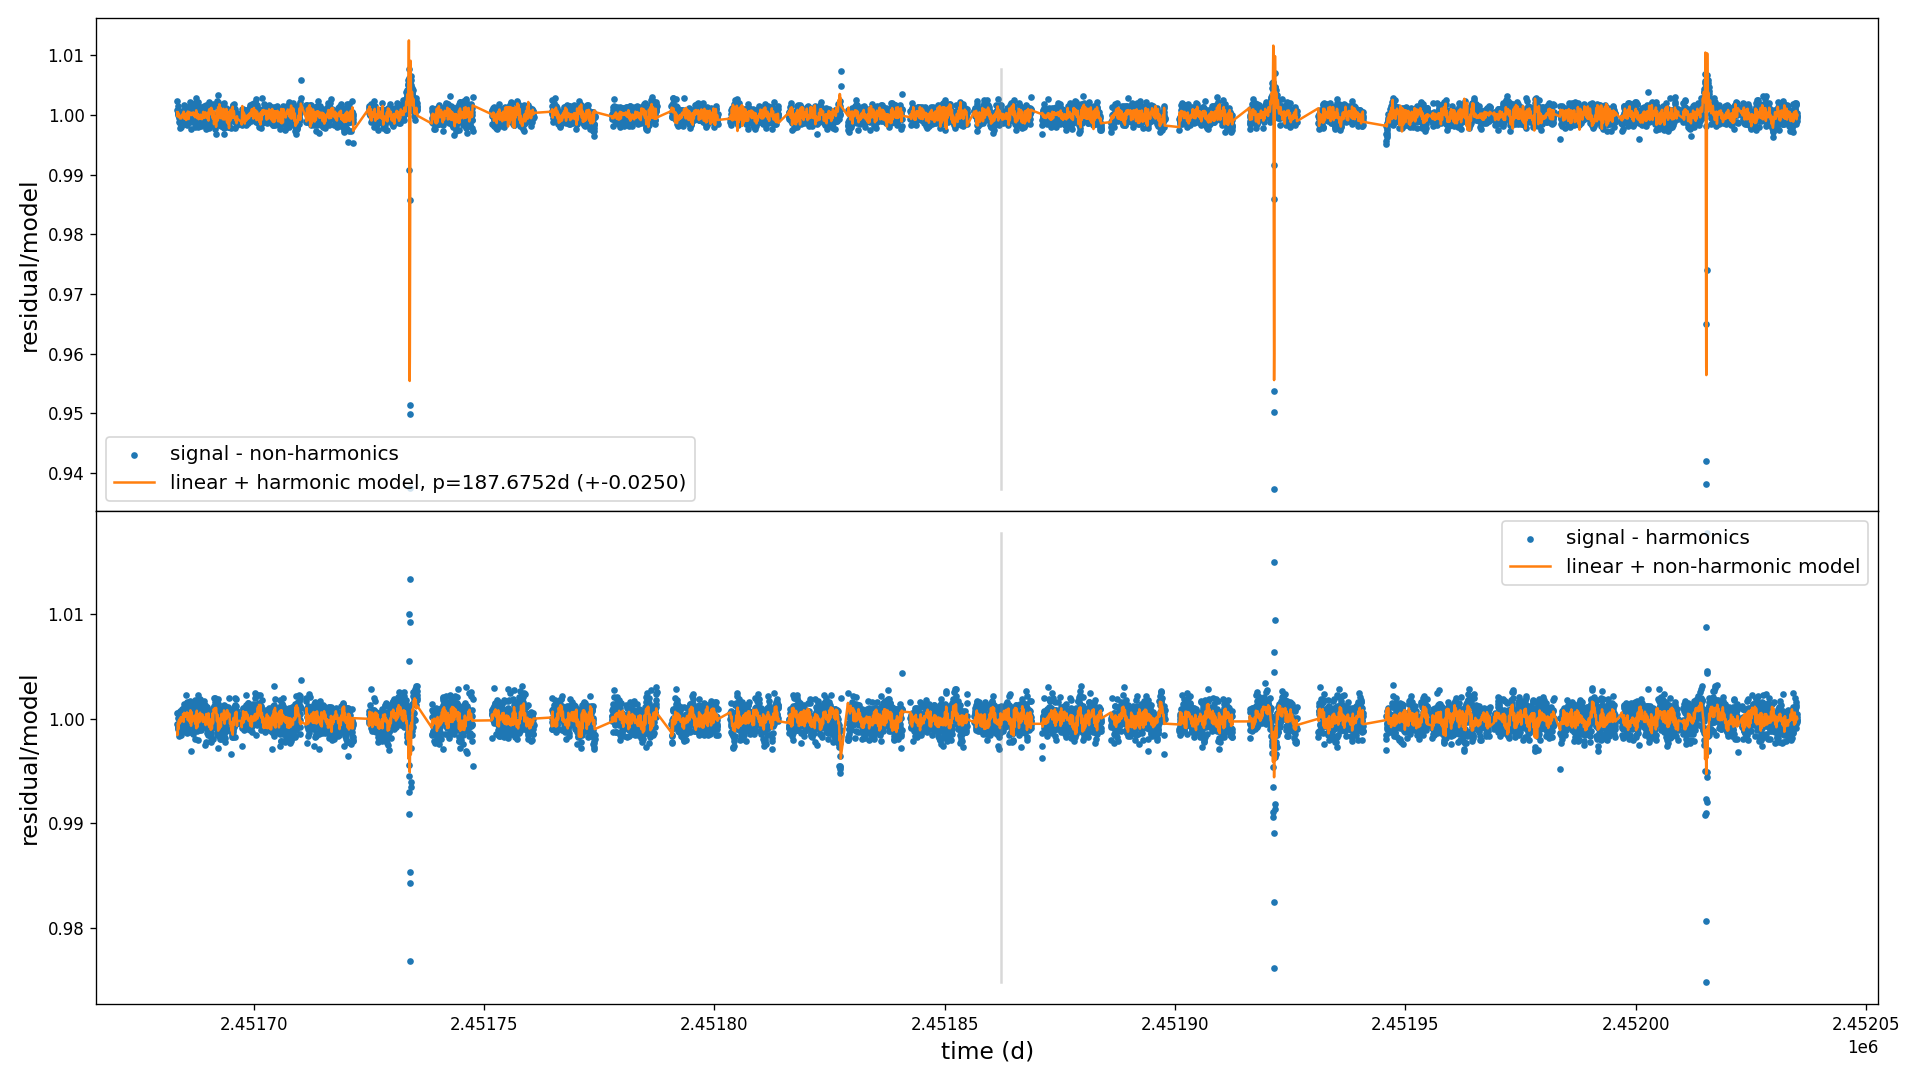 1.01
1.00
0.99
0.98
0.97
0.96
0.95
0.94
residual/model
signal - non-harmonics
linear + harmonic model, p=187.6752d (+-0.0250)
signal - harmonics
linear + non-harmonic model
1.01
1.00
0.99
0.98
residual/model
2.45170 2.45175 2.45180 2.45185 2.45190 2.45195 2.45200 2.45205
1e6
time (d)